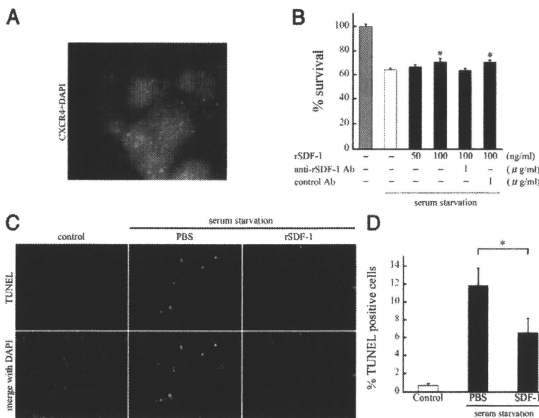 A
CXCR4+DAPI
B
% survival
100
80
60
40
20
0
*
*
rSDF-1 – – 50 100 100 100 (ng/ml)
anti-rSDF-1 Ab – – – – 1 – (μg/ml)
control Ab – – – – – 1 (μg/ml)
serum starvation
C
serum starvation
control PBS rSDF-1
TUNEL
merge with DAPI
D
% TUNEL positive cells
14
12
10
8
6
4
2
0
*
Control PBS SDF-1
serum starvation